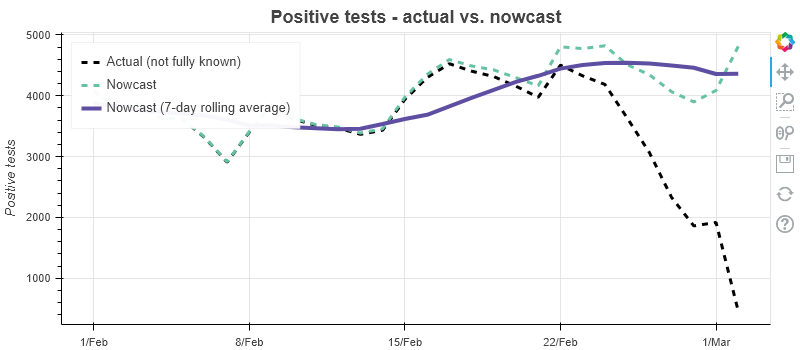 Positive tests - actual vs. nowcast
5000
4000
3000
2000
1000
Positive tests
Actual (not fully known)
Nowcast
Nowcast (7-day rolling average)
1/Feb
8/Feb
15/Feb
22/Feb
1/Mar